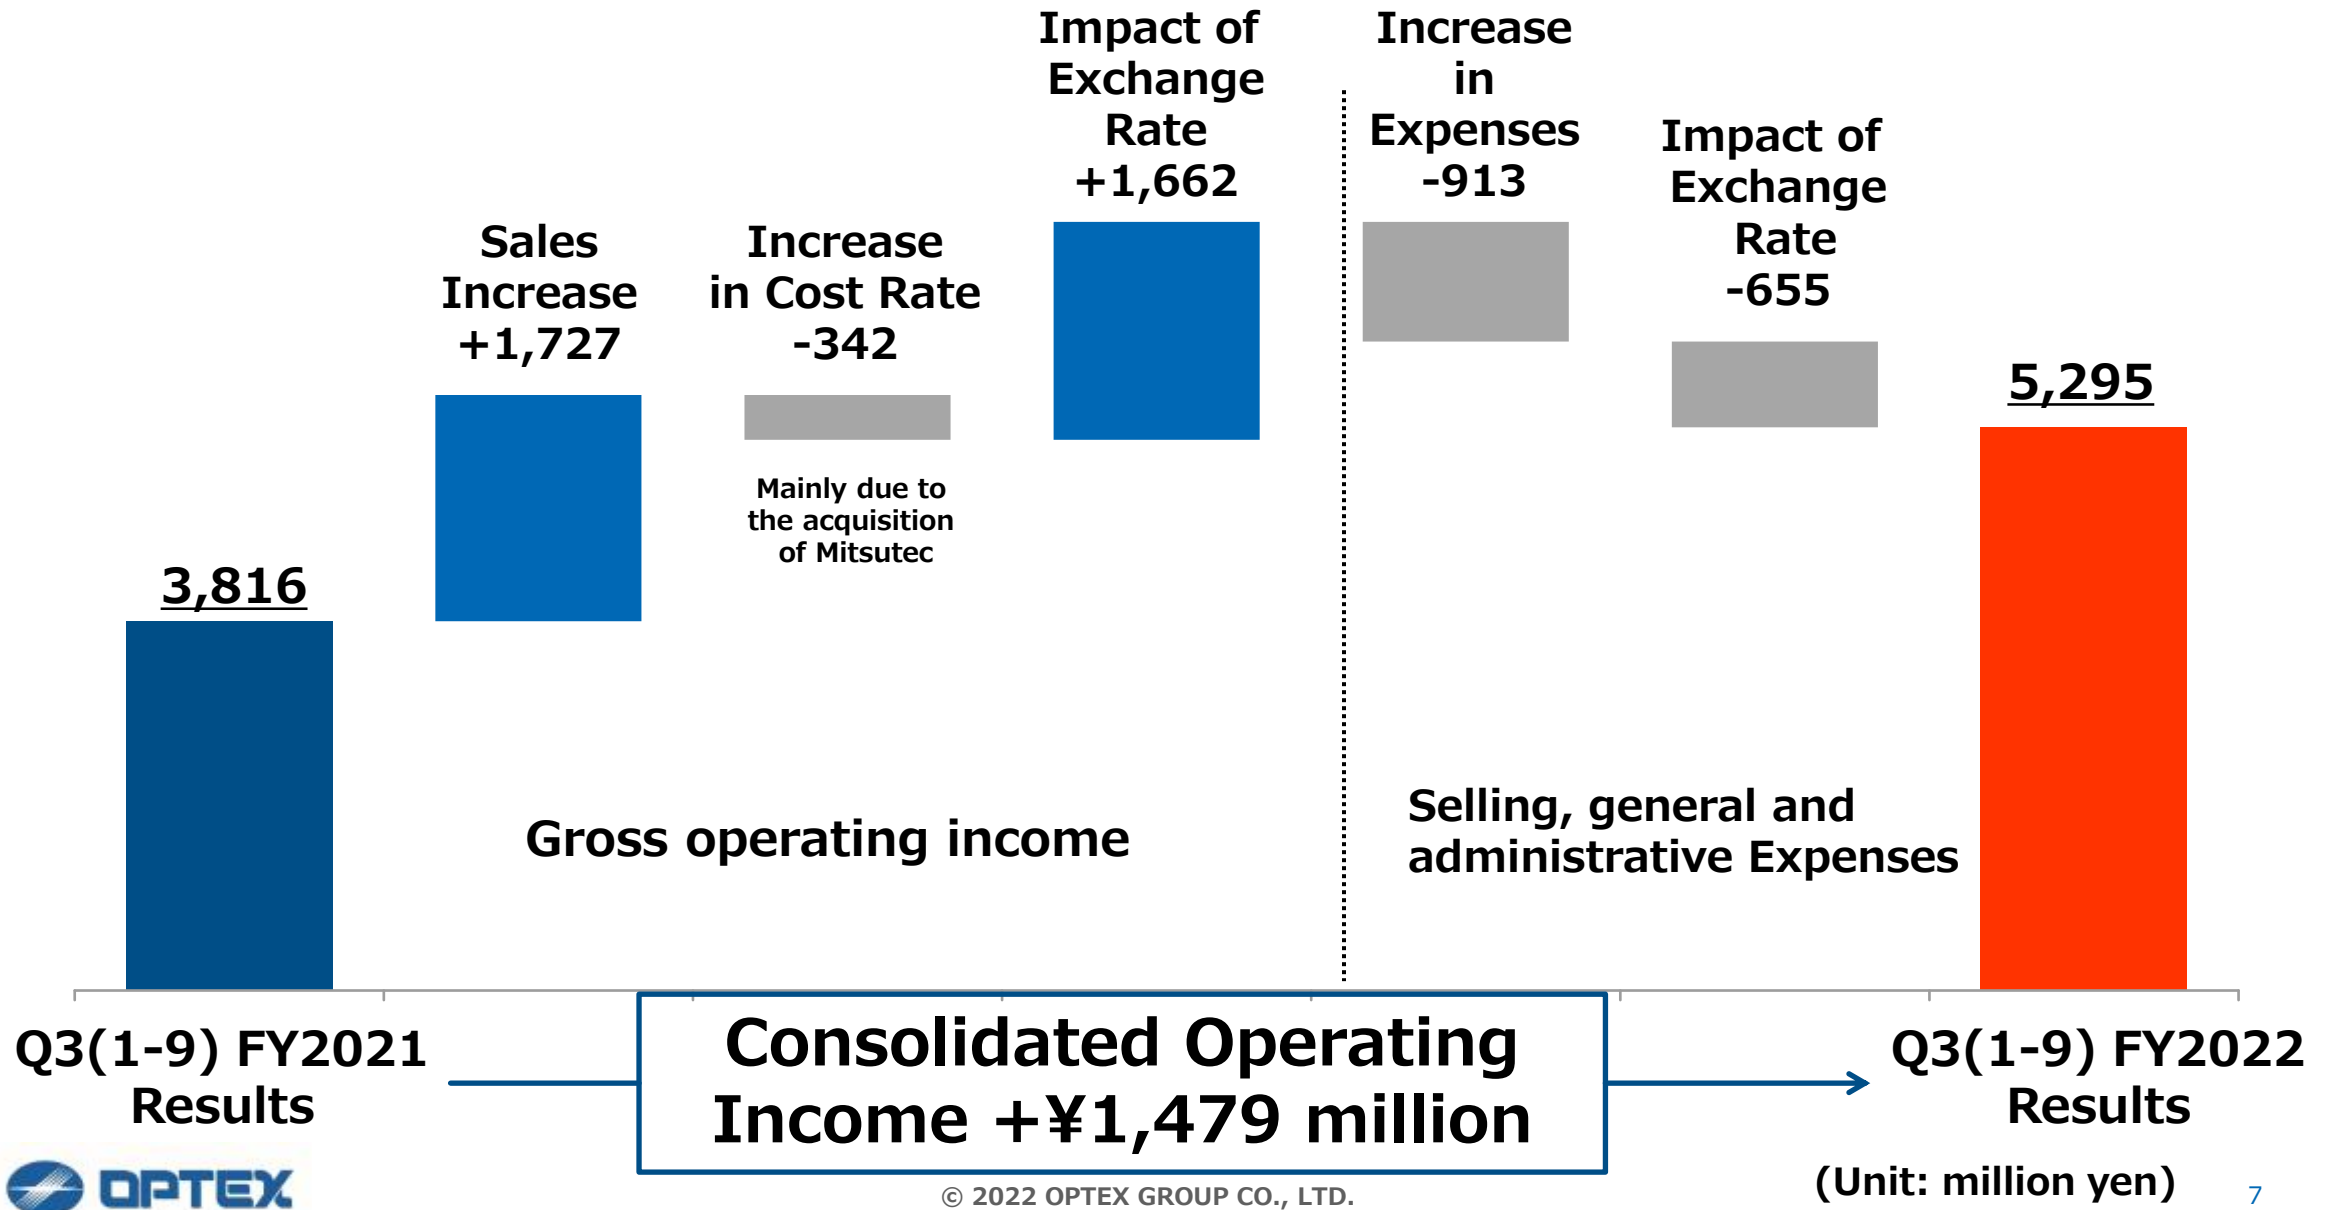 Impact of
Exchange
Rate
+1,662
Increase
in
Expenses
-913
Impact of
Exchange
Rate
-655
Sales
Increase
+1,727
Increase
in Cost Rate
-342
5,295
Mainly due to
the acquisition
of Mitsutec
3,816
Gross operating income
Selling, general and
administrative Expenses
Q3(1-9) FY2021
Results
Consolidated Operating
Income +¥1,479 million
Q3(1-9) FY2022
Results
(Unit: million yen)
OPTEX
© 2022 OPTEX GROUP CO., LTD.
7